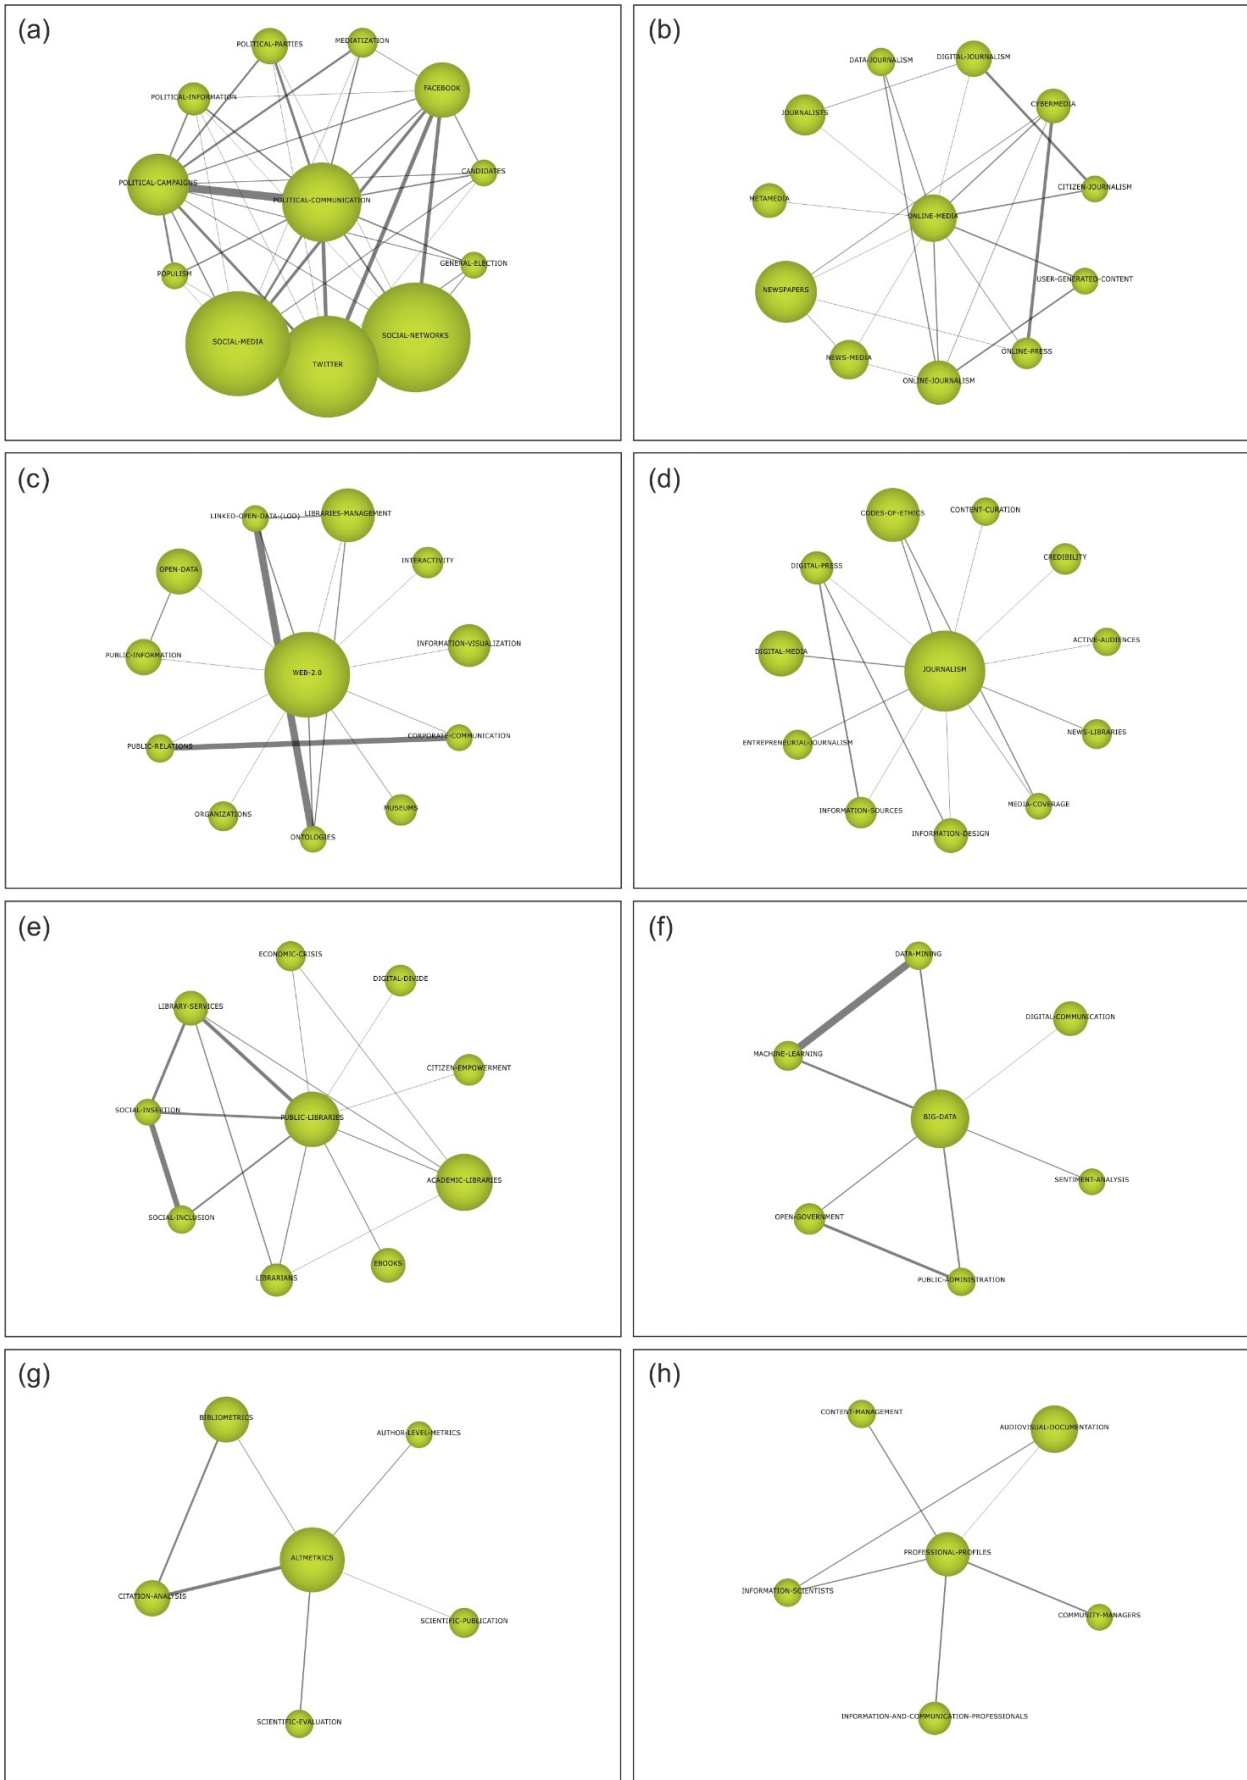 (a)
POLITICAL-PARTIES
MEDIATIZATION
FACEBOOK
POLITICAL-INFORMATION
CANDIDATES
POLITICAL-CAMPAIGNS
POLITICAL-COMMUNICATION
GENERAL-ELECTION
POPULISM
SOCIAL-MEDIA
SOCIAL-NETWORKS
TWITTER
(b)
DATA-JOURNALISM
DIGITAL-JOURNALISM
CYBERMEDIA
JOURNALISTS
CITIZEN-JOURNALISM
METAMEDIA
ONLINE-MEDIA
USER-GENERATED-CONTENT
NEWSPAPERS
NEWS-MEDIA
ONLINE-PRESS
ONLINE-JOURNALISM
(c)
LINKED-OPEN-DATA-(LOD)
LIBRARIES-MANAGEMENT
INTERACTIVITY
OPEN-DATA
INFORMATION-VISUALIZATION
PUBLIC-INFORMATION
WEB-2.0
CORPORATE-COMMUNICATION
PUBLIC-RELATIONS
MUSEUMS
ORGANIZATIONS
ONTOLOGIES
(d)
CODES-OF-ETHICS
CONTENT-CURATION
CREDIBILITY
DIGITAL-PRESS
ACTIVE-AUDIENCES
DIGITAL-MEDIA
JOURNALISM
NEWS-LIBRARIES
ENTREPRENEURIAL-JOURNALISM
MEDIA-COVERAGE
INFORMATION-SOURCES
INFORMATION-DESIGN
(e)
ECONOMIC-CRISIS
DIGITAL-DIVIDE
LIBRARY-SERVICES
CITIZEN-EMPOWERMENT
SOCIAL-INSERTION
PUBLIC-LIBRARIES
ACADEMIC-LIBRARIES
SOCIAL-INCLUSION
EBOOKS
LIBRARIANS
(f)
DATA-MINING
DIGITAL-COMMUNICATION
MACHINE-LEARNING
BIG-DATA
SENTIMENT-ANALYSIS
OPEN-GOVERNMENT
PUBLIC-ADMINISTRATION
(g)
BIBLIOMETRICS
AUTHOR-LEVEL-METRICS
ALTMETRICS
CITATION-ANALYSIS
SCIENTIFIC-PUBLICATION
SCIENTIFIC-EVALUATION
(h)
CONTENT-MANAGEMENT
AUDIOVISUAL-DOCUMENTATION
PROFESSIONAL-PROFILES
INFORMATION-SCIENTISTS
COMMUNITY-MANAGERS
INFORMATION-AND-COMMUNICATION-PROFESSIONALS